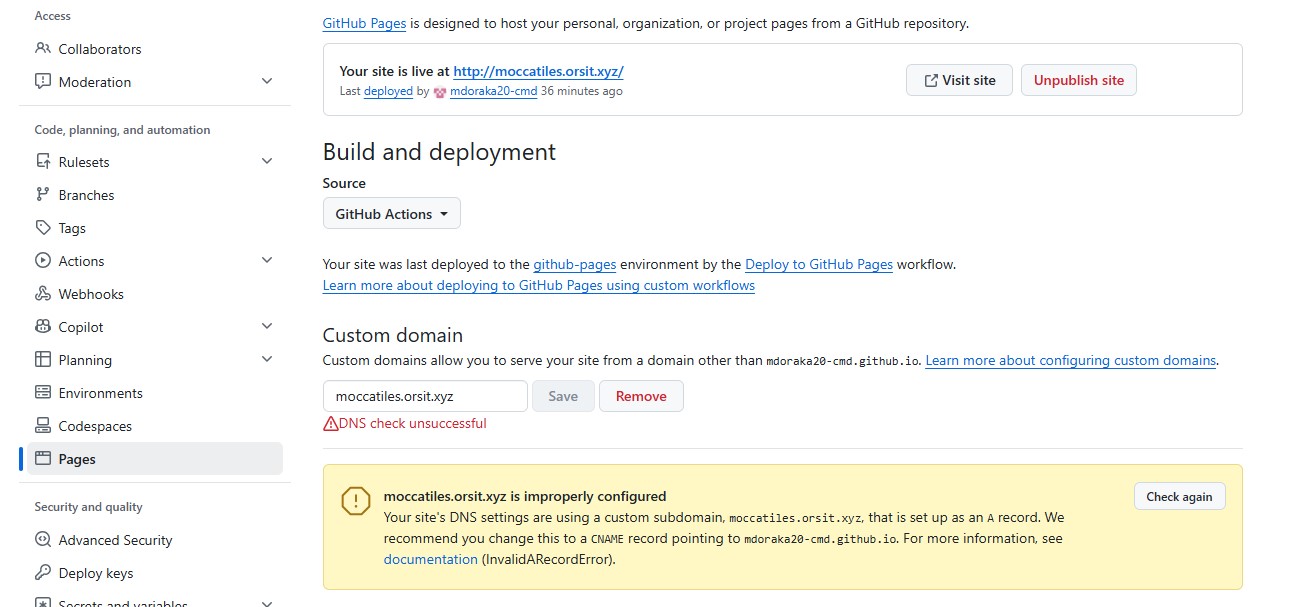 Access
Collaborators
Moderation
Code, planning, and automation
Rulesets
Branches
Tags
Actions
Webhooks
Copilot
Planning
Environments
Codespaces
Pages
Security and quality
Advanced Security
Deploy keys
Secrets and variables
GitHub Pages is designed to host your personal, organization, or project pages from a GitHub repository.
Your site is live at http://moccatiles.orsit.xyz/
Last deployed by mdoraka20-cmd 36 minutes ago
Visit site
Unpublish site
Build and deployment
Source
GitHub Actions
Your site was last deployed to the github-pages environment by the Deploy to GitHub Pages workflow.
Learn more about deploying to GitHub Pages using custom workflows
Custom domain
Custom domains allow you to serve your site from a domain other than mdoraka20-cmd.github.io. Learn more about configuring custom domains.
moccatiles.orsit.xyz
Save
Remove
DNS check unsuccessful
moccatiles.orsit.xyz is improperly configured
Check again
Your site's DNS settings are using a custom subdomain, moccatiles.orsit.xyz, that is set up as an A record. We
recommend you change this to a CNAME record pointing to mdoraka20-cmd.github.io. For more information, see
documentation (InvalidARecordError).